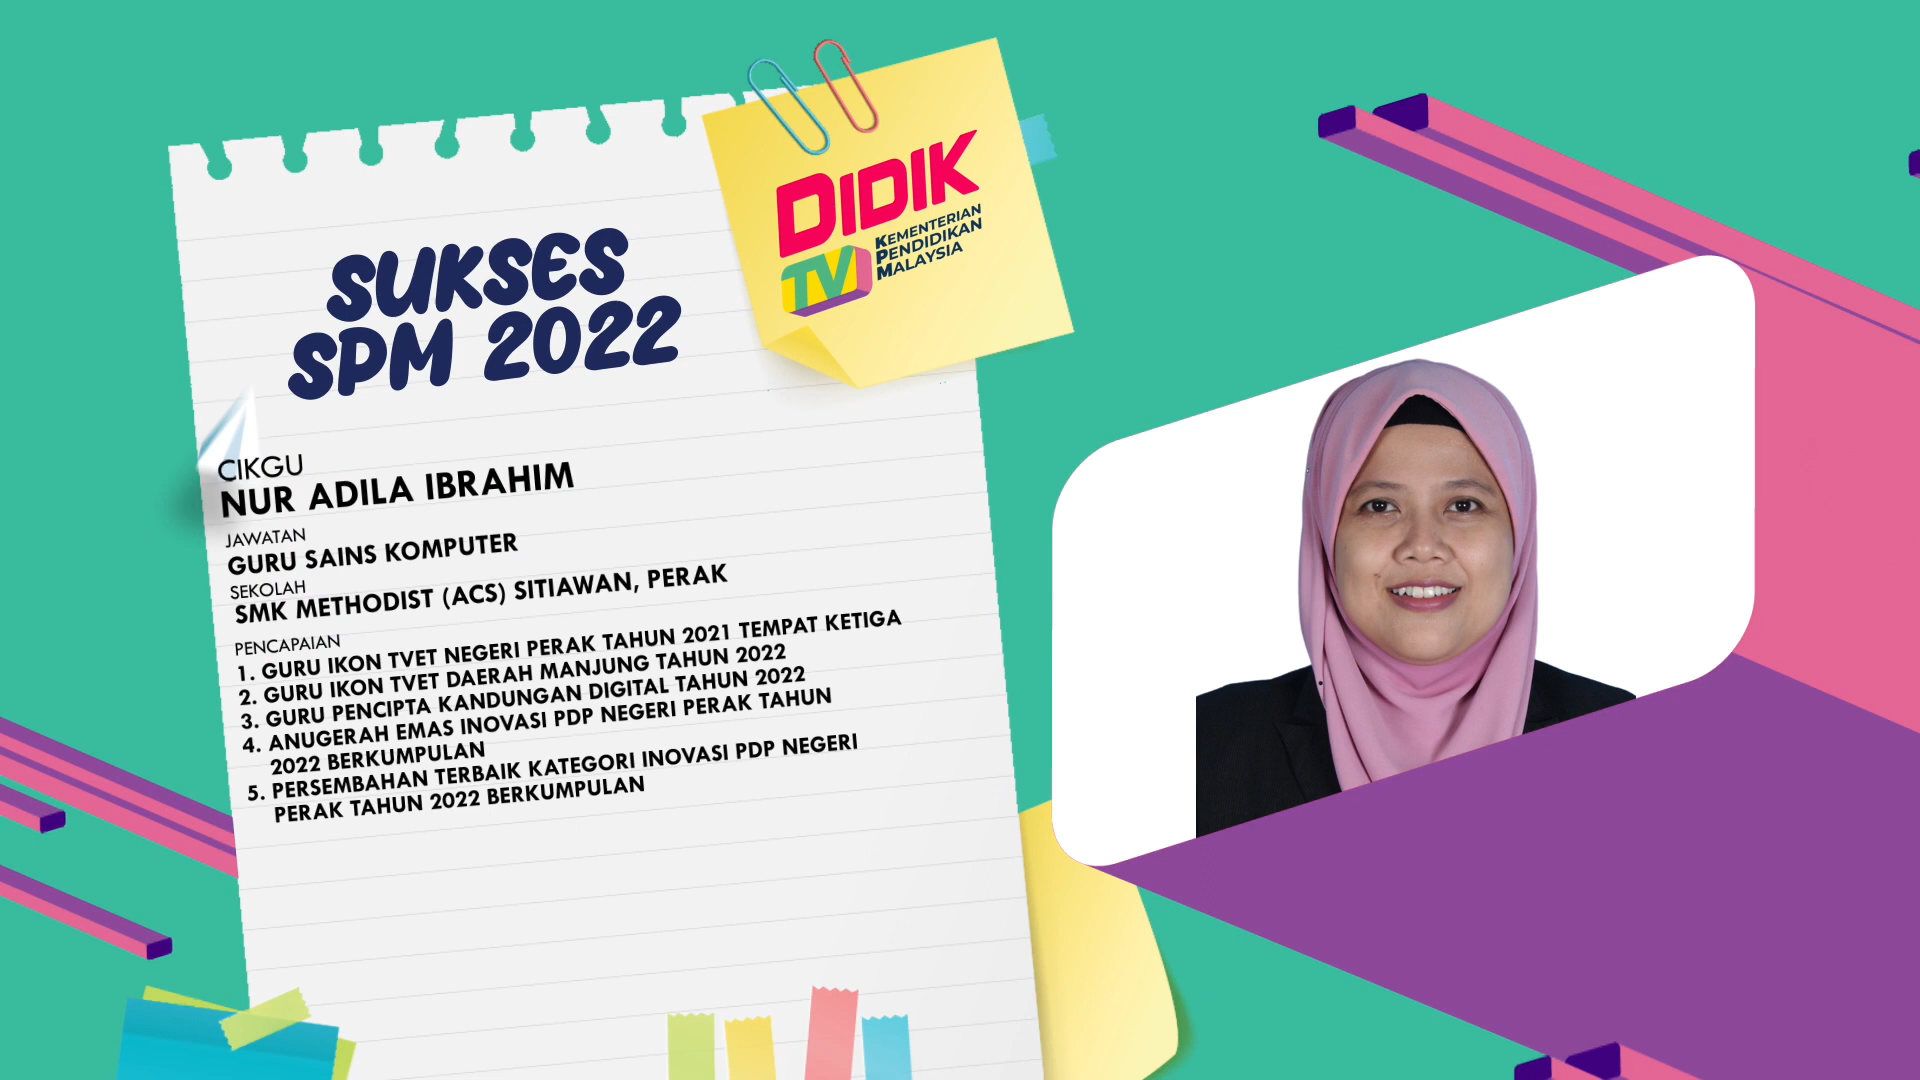 SUKSES
SPM 2022
DIDIK
TV
KEMENTERIAN
PENDIDIKAN
MALAYSIA
CIKGU
NUR ADILA IBRAHIM
JAWATAN
GURU SAINS KOMPUTER
SEKOLAH
SMK METHODIST (ACS) SITIAWAN, PERAK
PENCAPAIAN
1. GURU IKON TVET NEGERI PERAK TAHUN 2021 TEMPAT KETIGA
2. GURU IKON TVET DAERAH MANJUNG TAHUN 2022
3. GURU PENCIPTA KANDUNGAN DIGITAL TAHUN 2022
4. ANUGERAH EMAS INOVASI PDP NEGERI PERAK TAHUN
2022 BERKUMPULAN
5. PERSEMBAHAN TERBAIK KATEGORI INOVASI PDP NEGERI
PERAK TAHUN 2022 BERKUMPULAN